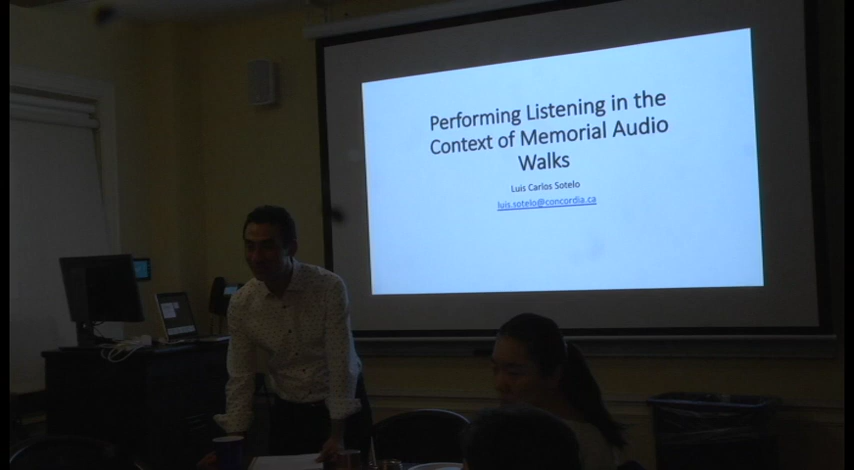 Performing Listening in the
Context of Memorial Audio
Walks
Luis Carlos Sotelo
luis.sotelo@concordia.ca